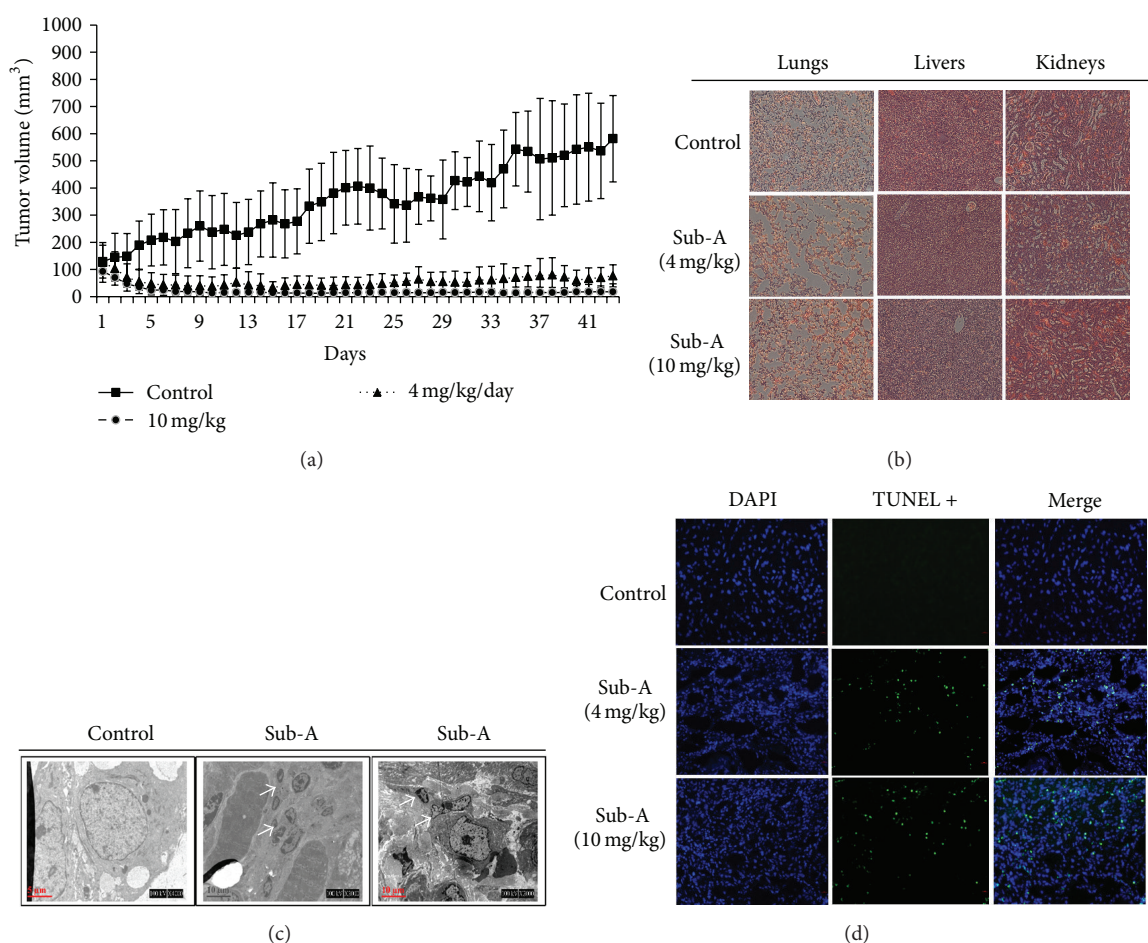 1000
900
800
700
600
500
400
300
200
100
0
Tumor volume (mm³)
1 5 9 13 17 21 25 29 33 37 41
Days
Control
10 mg/kg
4 mg/kg/day
(a)
Lungs Livers Kidneys
Control
Sub-A
(4 mg/kg)
Sub-A
(10 mg/kg)
(b)
Control Sub-A Sub-A
10 µm
(c)
DAPI TUNEL + Merge
Control
Sub-A
(4 mg/kg)
Sub-A
(10 mg/kg)
(d)